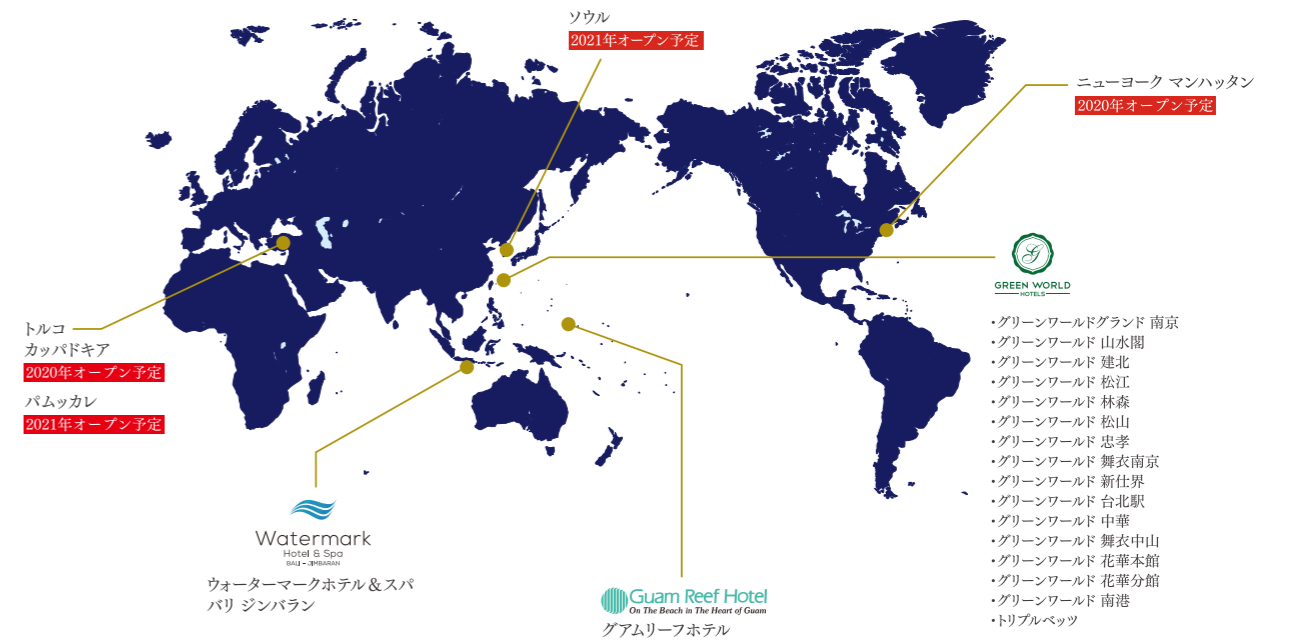 ソウル
2021年オープン予定
ニューヨーク マンハッタン
2020年オープン予定
トルコ
カッパドキア
2020年オープン予定
パムッカレ
2021年オープン予定
Watermark
Hotel & Spa
BALI - JIMBARAN
ウォーターマークホテル＆スパ
バリ ジンバラン
Guam Reef Hotel
On The Beach in The Heart of Guam
グアムリーフホテル
G
GREEN WORLD
HOTELS
・グリーンワールドグランド 南京
・グリーンワールド 山水閣
・グリーンワールド 建北
・グリーンワールド 松江
・グリーンワールド 林森
・グリーンワールド 松山
・グリーンワールド 忠孝
・グリーンワールド 舞衣南京
・グリーンワールド 新仕界
・グリーンワールド 台北駅
・グリーンワールド 中華
・グリーンワールド 舞衣中山
・グリーンワールド 花華本館
・グリーンワールド 花華分館
・グリーンワールド 南港
・トリプルベッツ